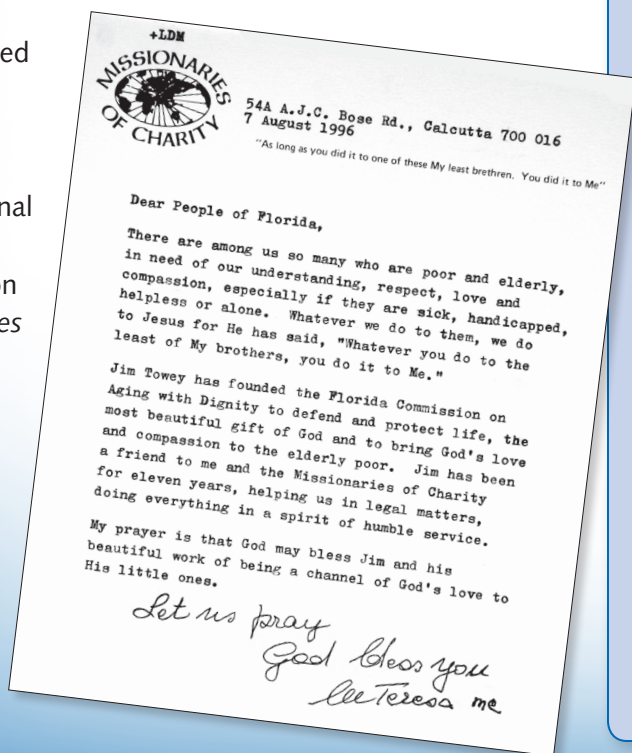 ed
nal
on
es
+LDM
MISSIONARIES
OF CHARITY
54A A.J.C. Bose Rd., Calcutta 700 016
7 August 1996
"As long as you did it to one of these My least brethren. You did it to Me"
Dear People of Florida,
There are among us so many who are poor and elderly,
in need of our understanding, respect, love and
compassion, especially if they are sick, handicapped,
helpless or alone. Whatever we do to them, we do
to Jesus for He has said, "Whatever you do to the
least of My brothers, you do it to Me."
Jim Towey has founded the Florida Commission on
Aging with Dignity to defend and protect life, the
most beautiful gift of God and to bring God's love
and compassion to the elderly poor. Jim has been
a friend to me and the Missionaries of Charity
for eleven years, helping us in legal matters,
doing everything in a spirit of humble service.
My prayer is that God may bless Jim and his
beautiful work of being a channel of God's love to
His little ones.
Let us pray
God bless you
Teresa mc